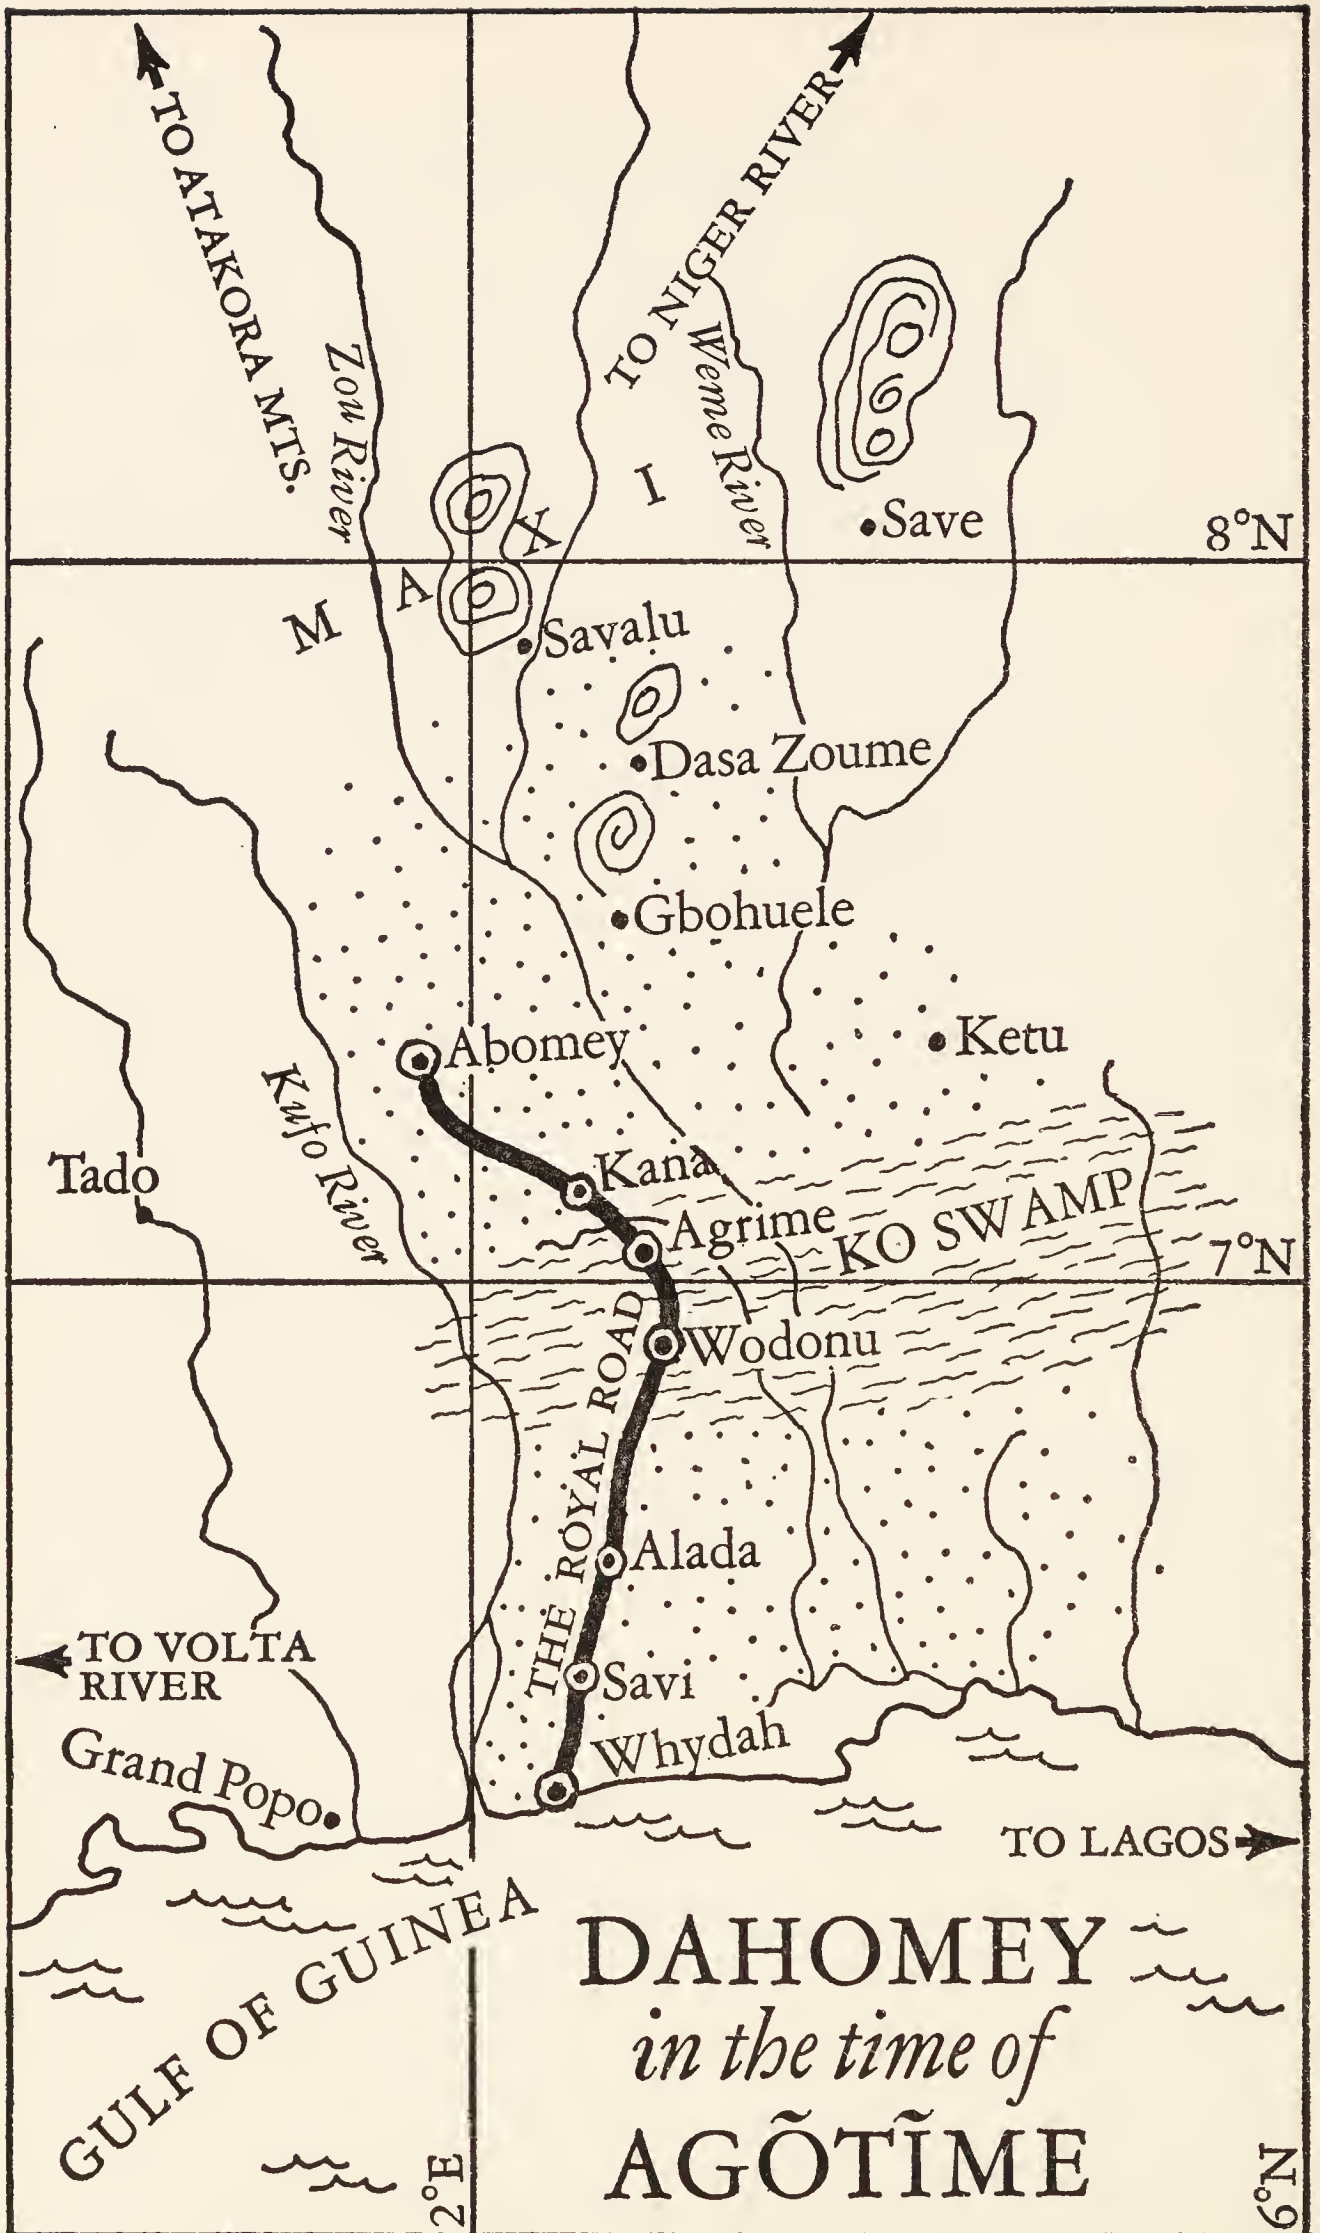 TO ATAKORA MTS.
TO NIGER RIVER
Zou River
Weme River
Save
8°N
MAXI
Savalu
Dasa Zoume
Gbohuele
Abomey
Ketu
Kufo River
Tado
Kana
Agrime
KO SWAMP
7°N
Wodonu
THE ROYAL ROAD
Alada
TO VOLTA
RIVER
Savi
Whydah
Grand Popo
TO LAGOS
GULF OF GUINEA
DAHOMEY
in the time of
AGÕTĨME
2°E
6°N